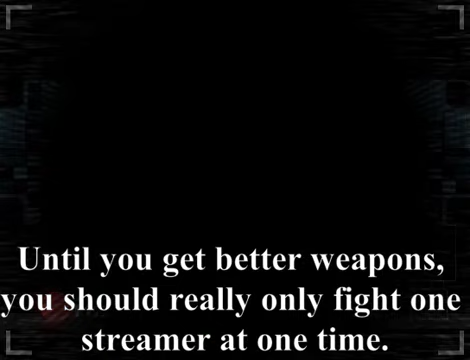 Until you get better weapons,
you should really only fight one
streamer at one time.